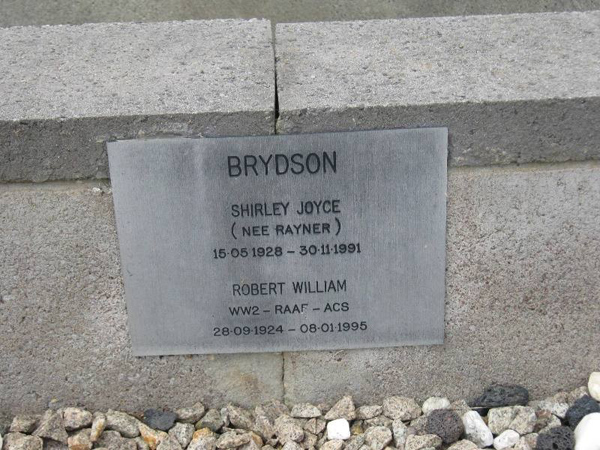 BRYDSON
SHIRLEY JOYCE
( NEE RAYNER )
15·05·1928 – 30·11·1991
ROBERT WILLIAM
WW2 – RAAF – ACS
28·09·1924 – 08·01·1995